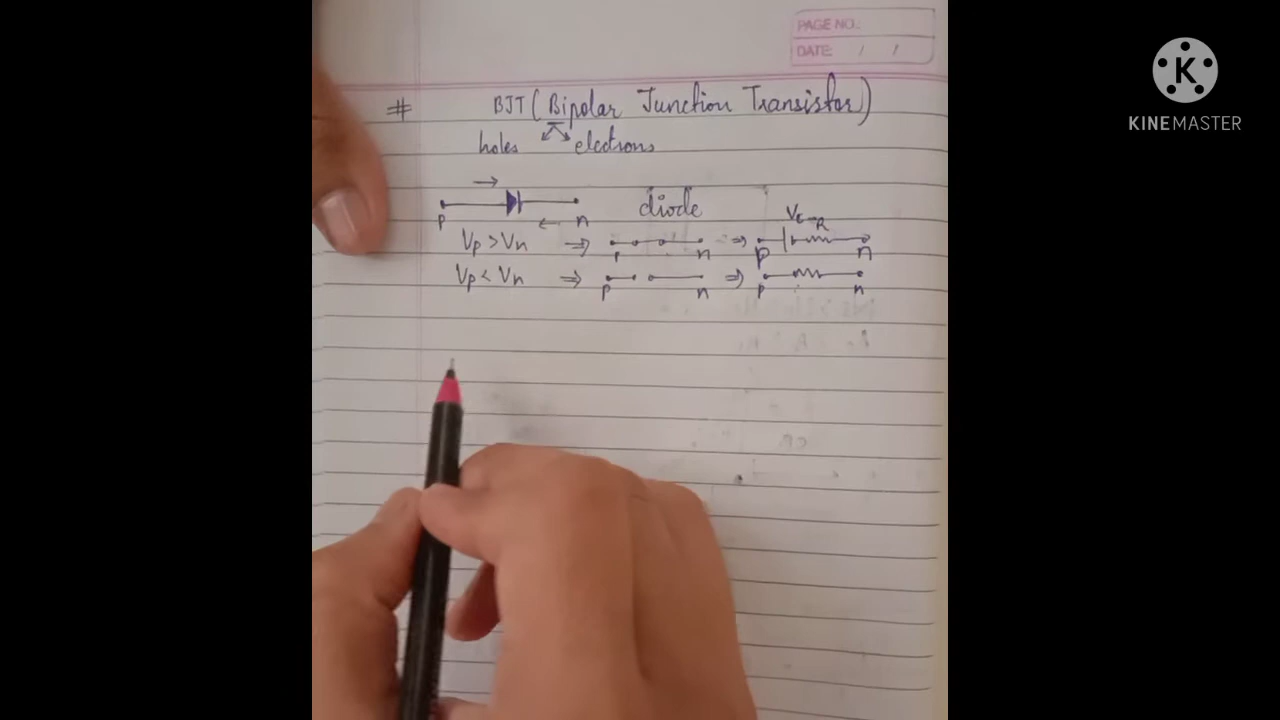 PAGE NO.:
DATE: / /
KINEMASTER
# BJT (Bipolar Junction Transistor)
holes electrons
→
p n diode
←
Vp > Vn ⇒ p n ⇒ p R n
Vp < Vn ⇒ p n ⇒ p n